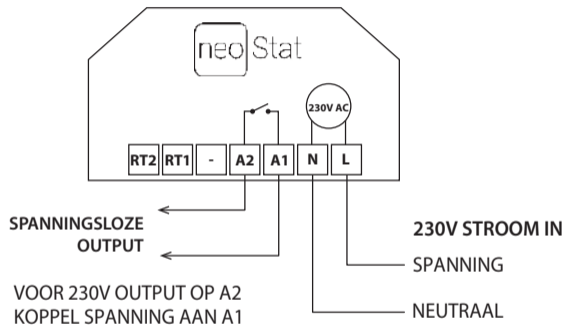 neo Stat
230V AC
RT2 RT1 - A2 A1 N L
SPANNINGSLOZE
OUTPUT
230V STROOM IN
SPANNING
VOOR 230V OUTPUT OP A2
KOPPEL SPANNING AAN A1
NEUTRAAL